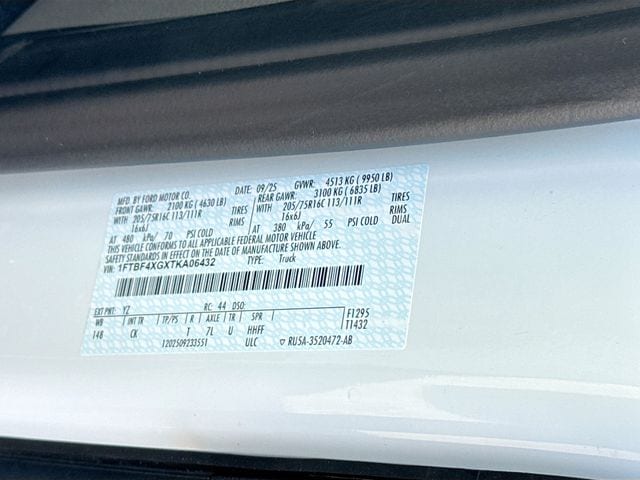 MFD. BY FORD MOTOR CO. DATE: 09/25 GVWR: 4513 KG ( 9950 LB)
FRONT GAWR: 2100 KG ( 4630 LB) REAR GAWR: 3100 KG ( 6835 LB)
WITH 205/75R16C 113/111R TIRES WITH 205/75R16C 113/111R TIRES
16x6J RIMS 16x6J RIMS
AT 480 kPa/ 70 PSI COLD AT 380 kPa/ 55 PSI COLD DUAL
THIS VEHICLE CONFORMS TO ALL APPLICABLE FEDERAL MOTOR VEHICLE
SAFETY STANDARDS IN EFFECT ON THE DATE OF MANUFACTURE SHOWN ABOVE.
VIN: 1FTBF4XGXTKA06432 TYPE: Truck
EXT PNT: YZ RC: 44 DSO:
WB INT TR TP/PS R AXLE TR SPR F1295
148 CK T 7L U HHFF T1432
1202509233551 ULC RU5A-3520472-AB